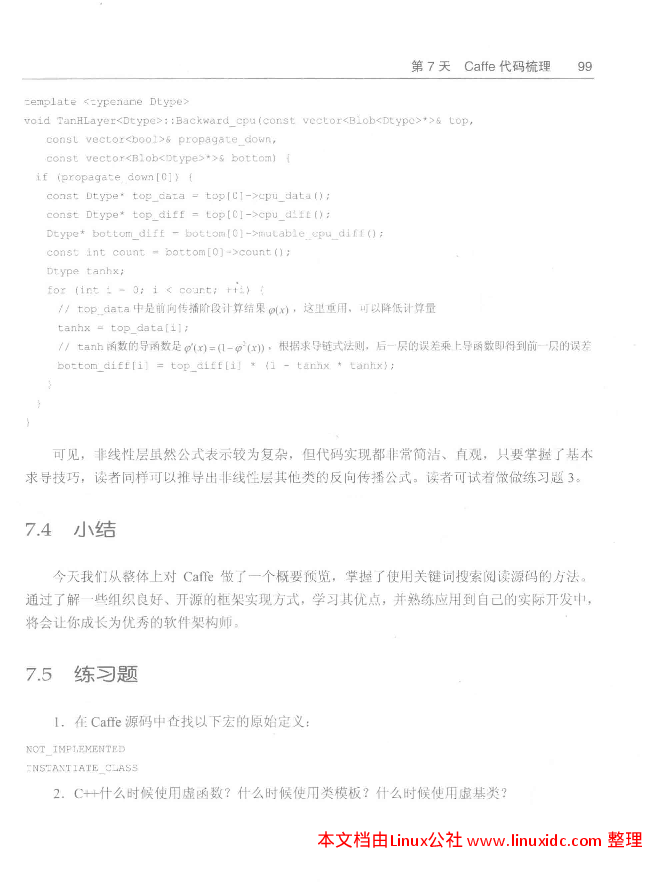 第 7 天 Caffe 代码梳理 99
template <typename Dtype>
void TanHLayer<Dtype>::Backward_cpu(const vector<Blob<Dtype>*>& top,
const vector<bool>& propagate_down,
const vector<Blob<Dtype>*>& bottom) {
if (propagate_down[0]) {
const Dtype* top_data = top[0]->cpu_data();
const Dtype* top_diff = top[0]->cpu_diff();
Dtype* bottom_diff = bottom[0]->mutable_cpu_diff();
const int count = bottom[0]->count();
Dtype tanhx;
for (int i = 0; i < count; ++i) {
// top_data 中是前向传播阶段计算结果 φ(x) ，这里重用，可以降低计算量
tanhx = top_data[i];
// tanh 函数的导函数是 φ'(x) = (1−φ²(x)) ，根据求导链式法则，后一层的误差乘上导函数即得到前一层的误差
bottom_diff[i] = top_diff[i] * (1 - tanhx * tanhx);
}
}
}
可见，非线性层虽然公式表示较为复杂，但代码实现都非常简洁、直观，只要掌握了基本
求导技巧，读者同样可以推导出非线性层其他类的反向传播公式。读者可试着做做练习题 3。
7.4 小结
今天我们从整体上对 Caffe 做了一个概要预览，掌握了使用关键词搜索阅读源码的方法。
通过了解一些组织良好、开源的框架实现方式，学习其优点，并熟练应用到自己的实际开发中，
将会让你成长为优秀的软件架构师。
7.5 练习题
1．在 Caffe 源码中查找以下宏的原始定义：
NOT_IMPLEMENTED
INSTANTIATE_CLASS
2．C++什么时候使用虚函数？什么时候使用类模板？什么时候使用虚基类？
本文档由Linux公社 www.linuxidc.com 整理